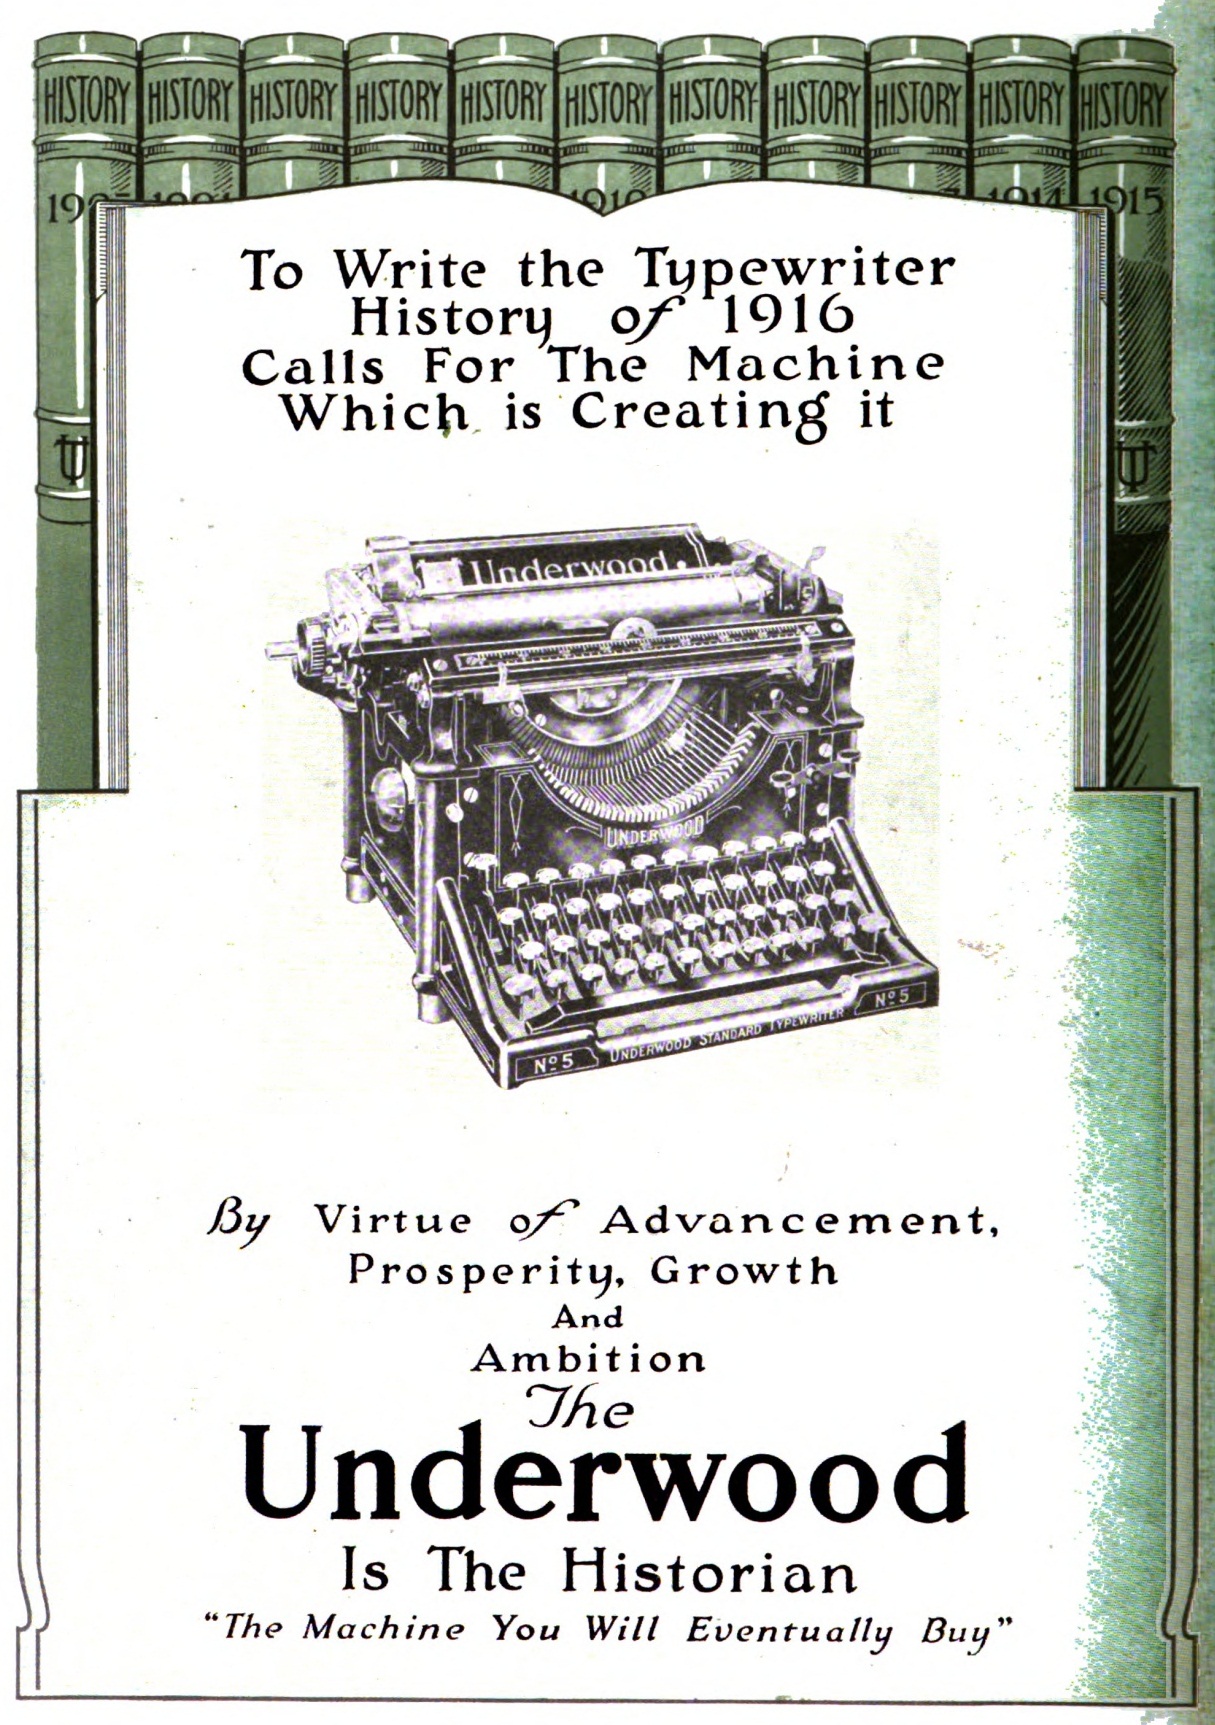 HISTORY HISTORY HISTORY HISTORY HISTORY HISTORY HISTORY HISTORY HISTORY HISTORY HISTORY
1914 1915
To Write the Typewriter
History of 1916
Calls For The Machine
Which is Creating it
Underwood
UNDERWOOD
No 5 UNDERWOOD STANDARD TYPEWRITER No 5
By Virtue of Advancement,
Prosperity, Growth
And
Ambition
The
Underwood
Is The Historian
"The Machine You Will Eventually Buy"